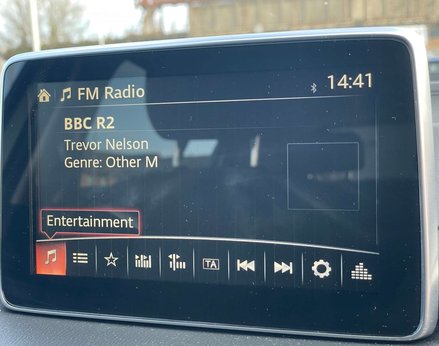 FM Radio
14:41
BBC R2
Trevor Nelson
Genre: Other M
Entertainment
TA